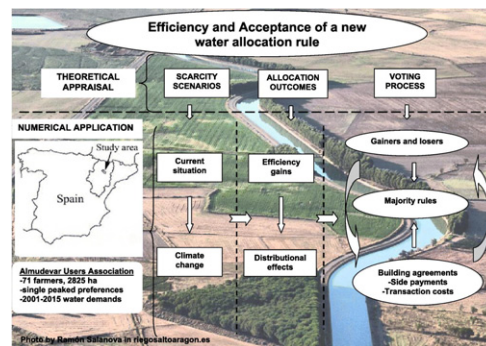 Efficiency and Acceptance of a new
water allocation rule
THEORETICAL
APPRAISAL
SCARCITY
SCENARIOS
ALLOCATION
OUTCOMES
VOTING
PROCESS
NUMERICAL APPLICATION
Study area
Spain
Almudevar Users Association
-71 farmers, 2825 ha
-single peaked preferences
-2001-2015 water demands
Current
situation
Climate
change
Efficiency
gains
Distributional
effects
Gainers and losers
Majority rules
Building agreements
-Side payments
-Transaction costs
Photo by Ramón Salanova in riegosaltoaragon.es